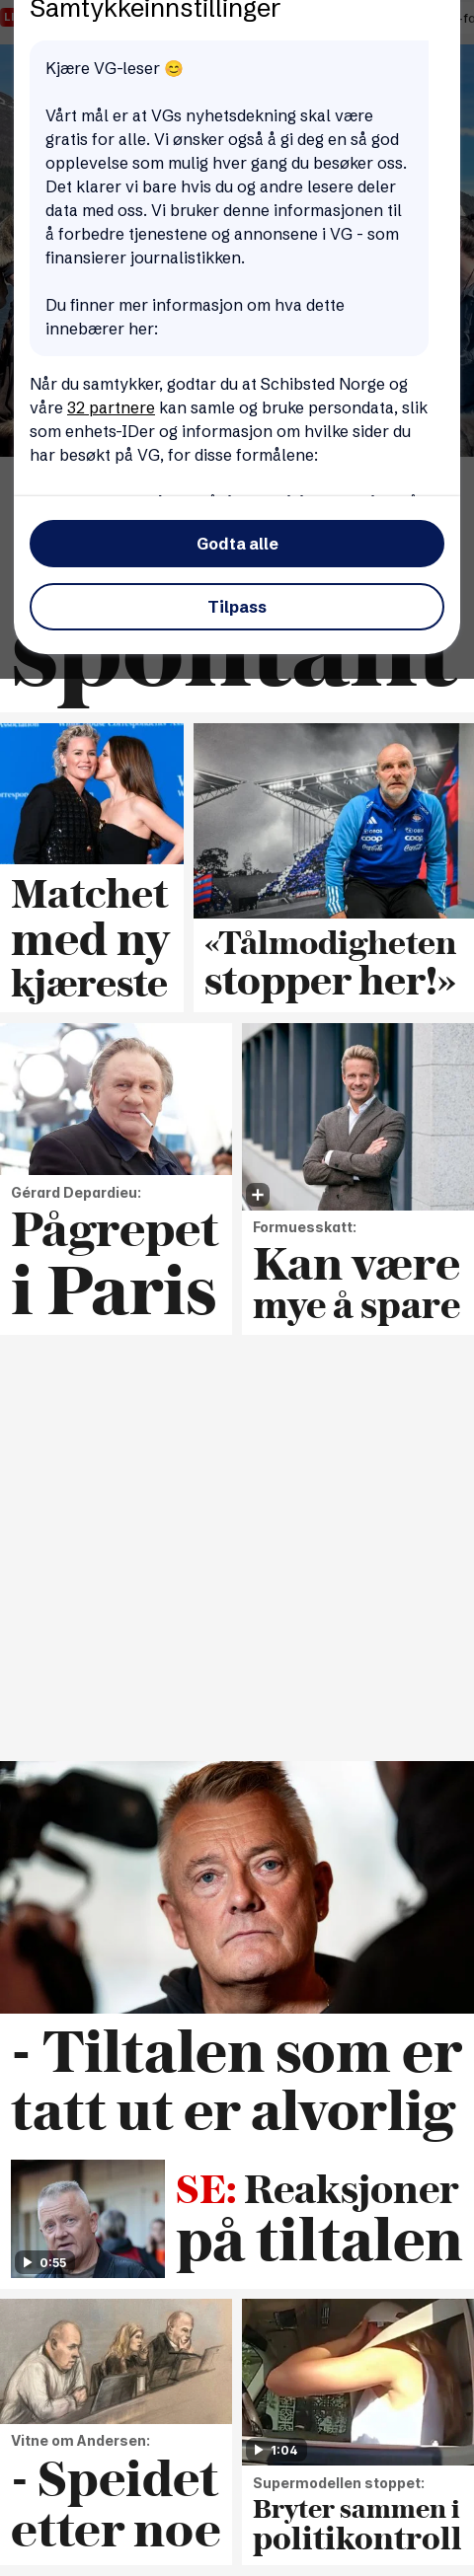 Samtykkeinnstillinger
Kjære VG-leser 😊
Vårt mål er at VGs nyhetsdekning skal være
gratis for alle. Vi ønsker også å gi deg en så god
opplevelse som mulig hver gang du besøker oss.
Det klarer vi bare hvis du og andre lesere deler
data med oss. Vi bruker denne informasjonen til
å forbedre tjenestene og annonsene i VG - som
finansierer journalistikken.
Du finner mer informasjon om hva dette
innebærer her:
Når du samtykker, godtar du at Schibsted Norge og
våre 32 partnere kan samle og bruke persondata, slik
som enhets-IDer og informasjon om hvilke sider du
har besøkt på VG, for disse formålene:
Godta alle
Tilpass
spontant
Matchet
med ny
kjæreste
«Tålmodigheten
stopper her!»
Gérard Depardieu:
Pågrepet
i Paris
Formuesskatt:
Kan være
mye å spare
- Tiltalen som er
tatt ut er alvorlig
0:55
SE: Reaksjoner
på tiltalen
Vitne om Andersen:
- Speidet
etter noe
1:04
Supermodellen stoppet:
Bryter sammen i
politikontroll